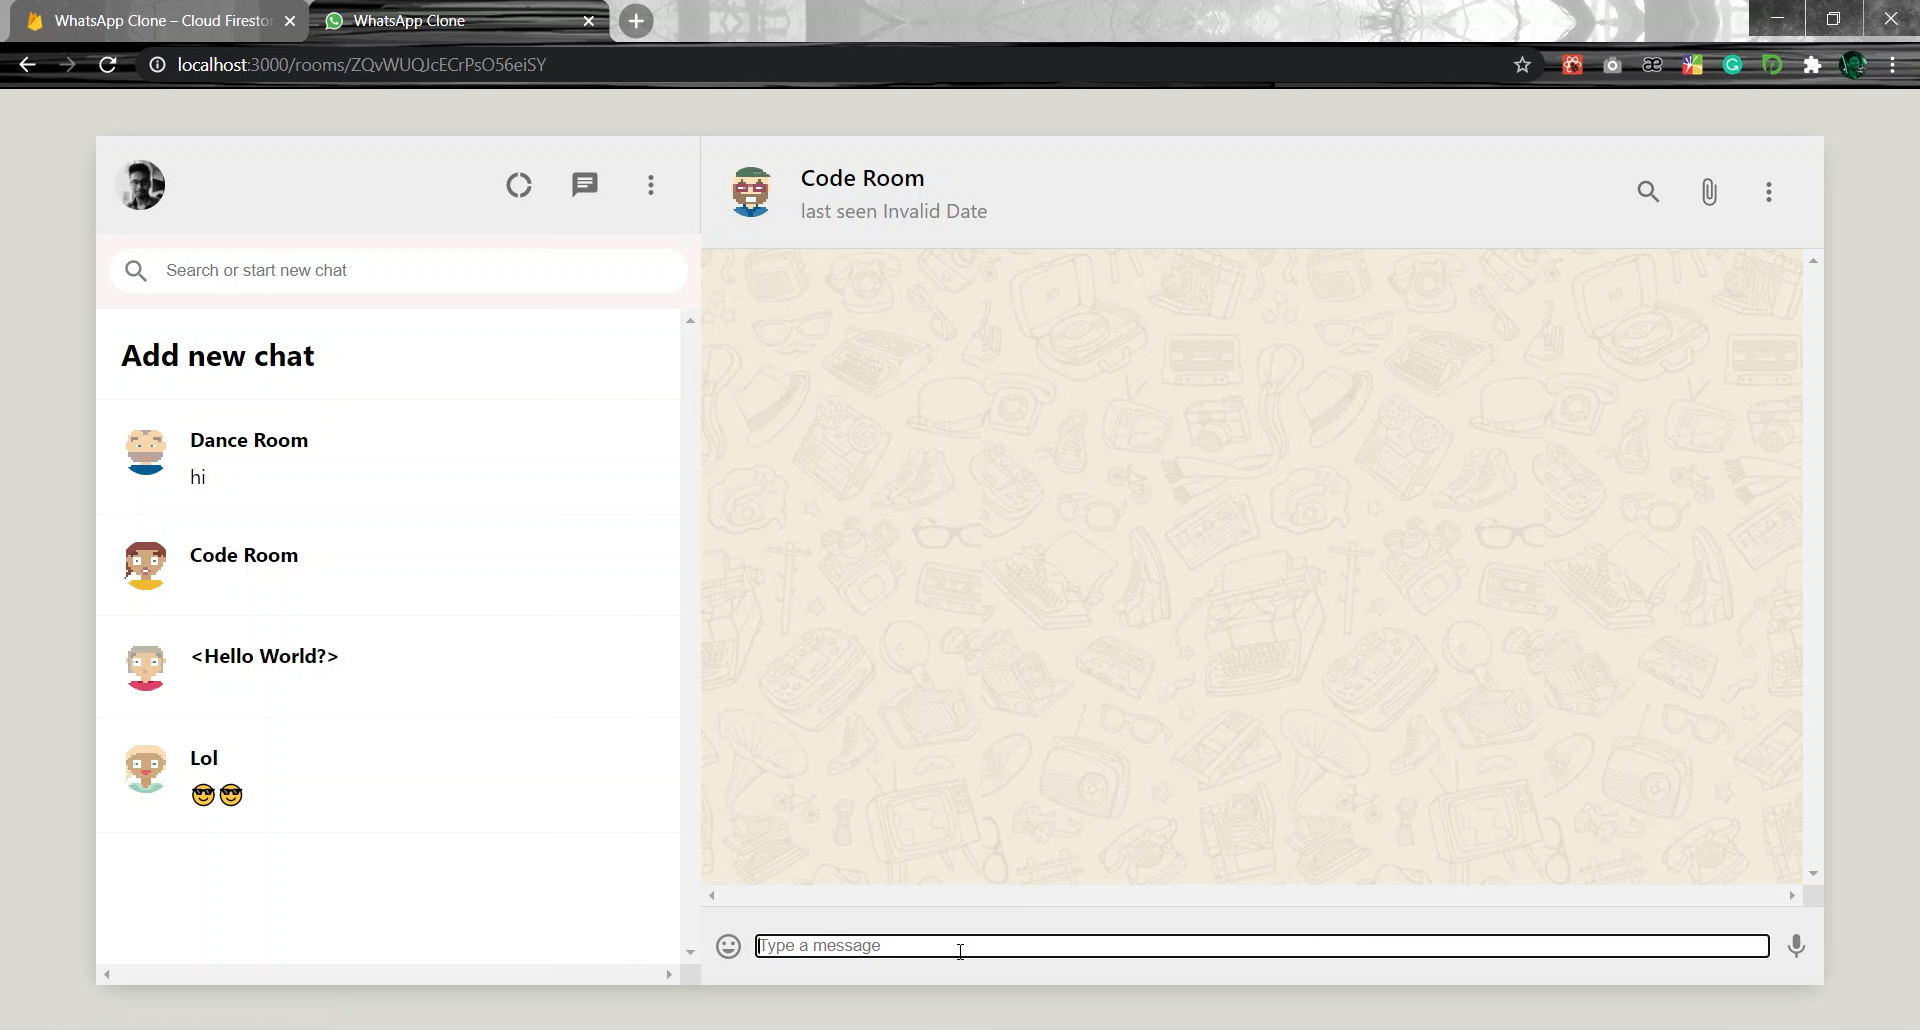 WhatsApp Clone – Cloud Firestor
WhatsApp Clone
localhost:3000/rooms/ZQvWUQJcECrPsO56eiSY
Code Room
last seen Invalid Date
Search or start new chat
Add new chat
Dance Room
hi
Code Room
<Hello World?>
Lol
😎😎
Type a message